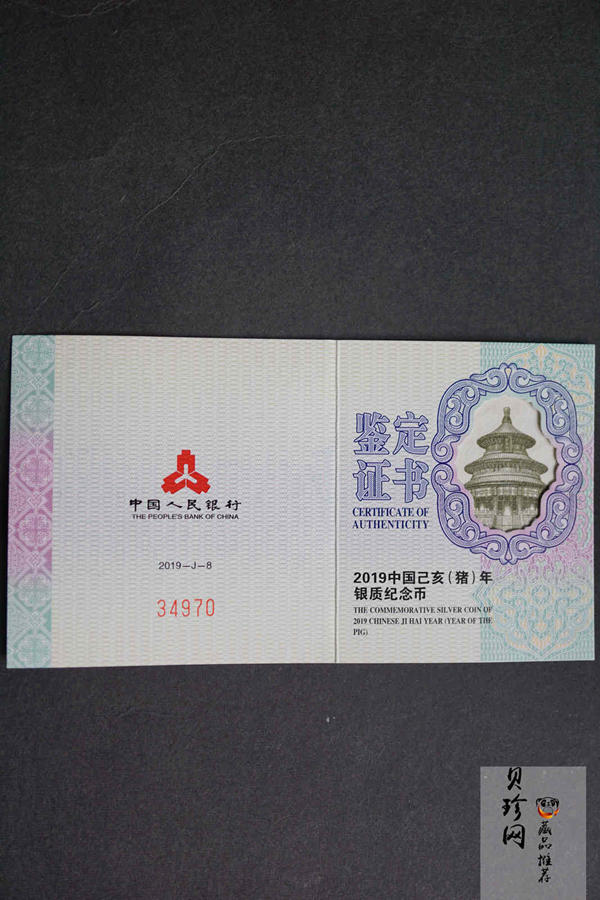 中国人民银行
THE PEOPLE'S BANK OF CHINA
2019-J-8
34970
鉴定
证书
CERTIFICATE OF
AUTHENTICITY
2019中国己亥(猪)年
银质纪念币
THE COMMEMORATIVE SILVER COIN OF
2019 CHINESE JI HAI YEAR (YEAR OF THE
PIG)
贝珍网
藏品推荐